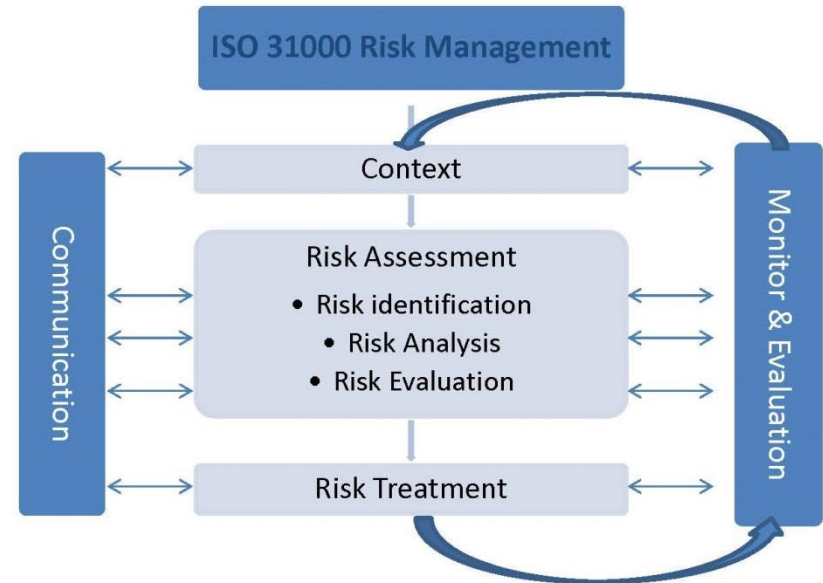 ISO 31000 Risk Management
Context
Communication
Risk Assessment
• Risk identification
• Risk Analysis
• Risk Evaluation
Monitor & Evaluation
Risk Treatment